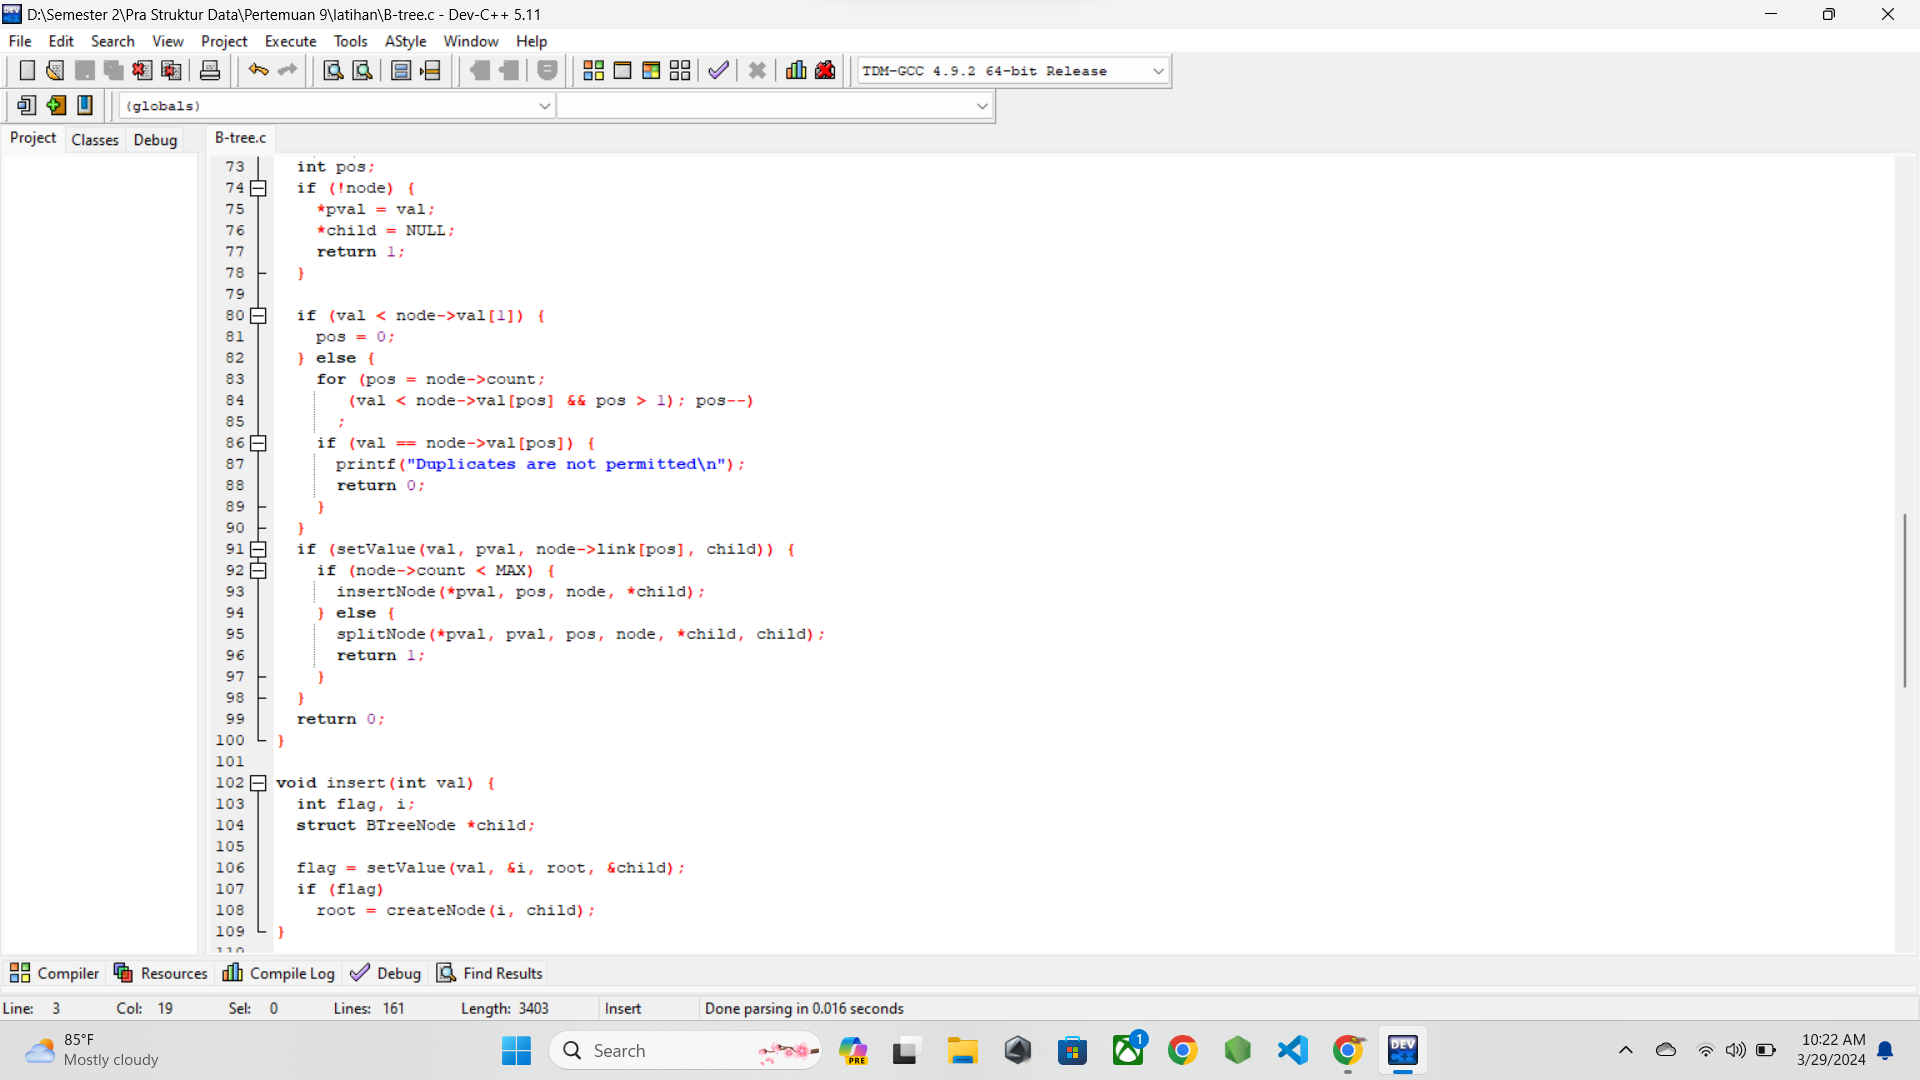 D:\Semester 2\Pra Struktur Data\Pertemuan 9\latihan\B-tree.c - Dev-C++ 5.11
File Edit Search View Project Execute Tools AStyle Window Help
TDM-GCC 4.9.2 64-bit Release
(globals)
Project Classes Debug B-tree.c
73 int pos;
74 if (!node) {
75 *pval = val;
76 *child = NULL;
77 return 1;
78 }
79
80 if (val < node->val[1]) {
81 pos = 0;
82 } else {
83 for (pos = node->count;
84 (val < node->val[pos] && pos > 1); pos--)
85 ;
86 if (val == node->val[pos]) {
87 printf("Duplicates are not permitted\n");
88 return 0;
89 }
90 }
91 if (setValue(val, pval, node->link[pos], child)) {
92 if (node->count < MAX) {
93 insertNode(*pval, pos, node, *child);
94 } else {
95 splitNode(*pval, pval, pos, node, *child, child);
96 return 1;
97 }
98 }
99 return 0;
100 }
101
102 void insert(int val) {
103 int flag, i;
104 struct BTreeNode *child;
105
106 flag = setValue(val, &i, root, &child);
107 if (flag)
108 root = createNode(i, child);
109 }
110
Compiler Resources Compile Log Debug Find Results
Line: 3 Col: 19 Sel: 0 Lines: 161 Length: 3403 Insert Done parsing in 0.016 seconds
85°F
Mostly cloudy
Search
PRE
1
DEV
C++
10:22 AM
3/29/2024